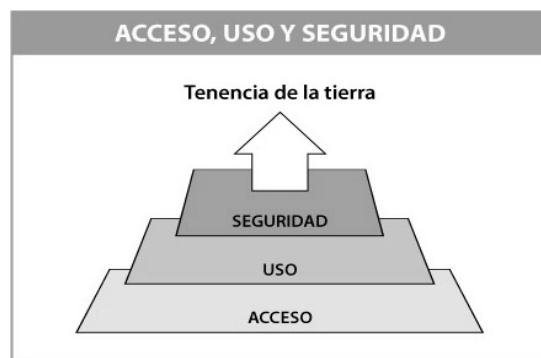 ACCESO, USO Y SEGURIDAD
Tenencia de la tierra
SEGURIDAD
USO
ACCESO